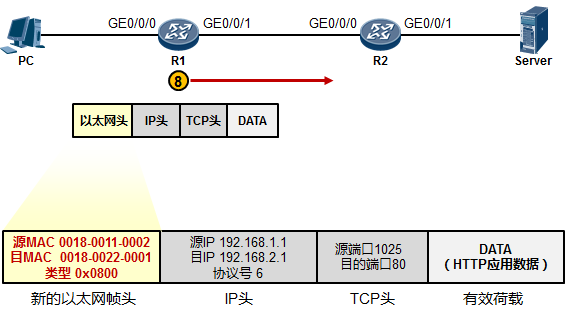 GE0/0/0 GE0/0/1 GE0/0/0 GE0/0/1
PC R1 R2 Server
8
以太网头 IP头 TCP头 DATA
源MAC 0018-0011-0002
目MAC 0018-0022-0001
类型 0x0800
源IP 192.168.1.1
目IP 192.168.2.1
协议号 6
源端口1025
目的端口80
DATA
（HTTP应用数据）
新的以太网帧头 IP头 TCP头 有效荷载